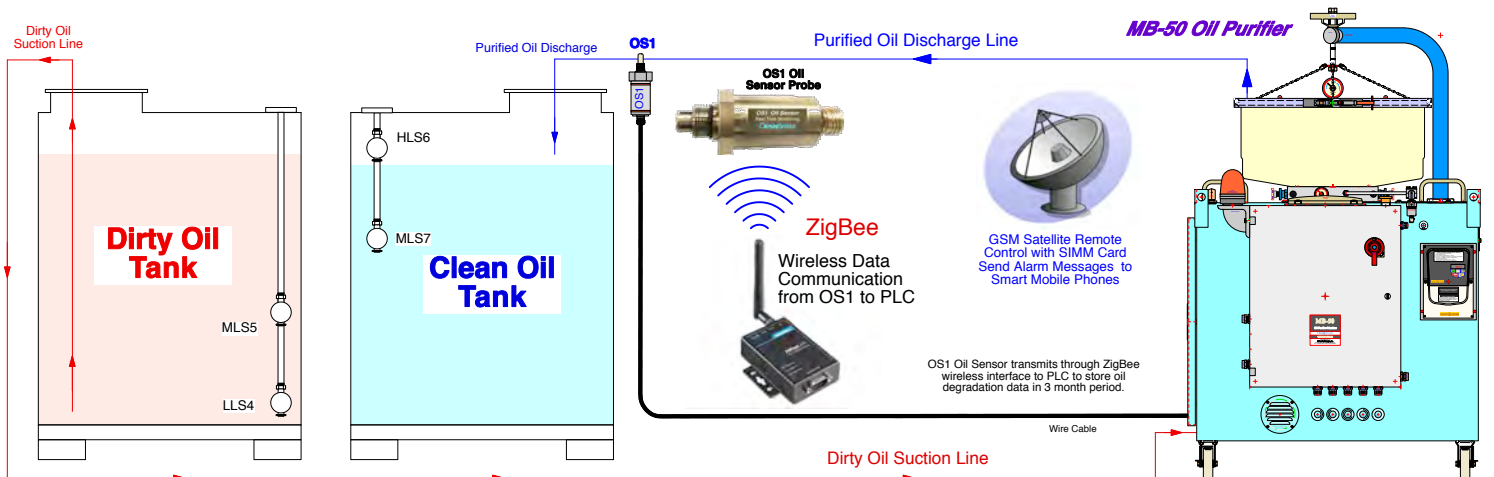 Dirty Oil
Suction Line
Purified Oil Discharge
OS1
Purified Oil Discharge Line
MB-50 Oil Purifier
OS1 Oil
Sensor Probe
OS1
OS1 Oil Sensor
HLS6
MLS7
Dirty Oil
Tank
Clean Oil
Tank
MLS5
LLS4
ZigBee
Wireless Data
Communication
from OS1 to PLC
GSM Satellite Remote
Control with SIMM Card
Send Alarm Messages to
Smart Mobile Phones
MB-50
OS1 Oil Sensor transmits through ZigBee
wireless interface to PLC to store oil
degradation data in 3 month period.
Wire Cable
Dirty Oil Suction Line